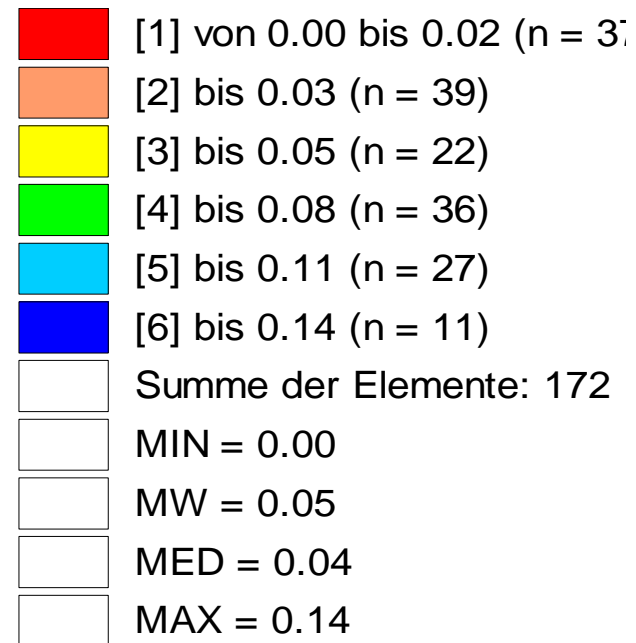 [1] von 0.00 bis 0.02 (n = 37
[2] bis 0.03 (n = 39)
[3] bis 0.05 (n = 22)
[4] bis 0.08 (n = 36)
[5] bis 0.11 (n = 27)
[6] bis 0.14 (n = 11)
Summe der Elemente: 172
MIN = 0.00
MW = 0.05
MED = 0.04
MAX = 0.14